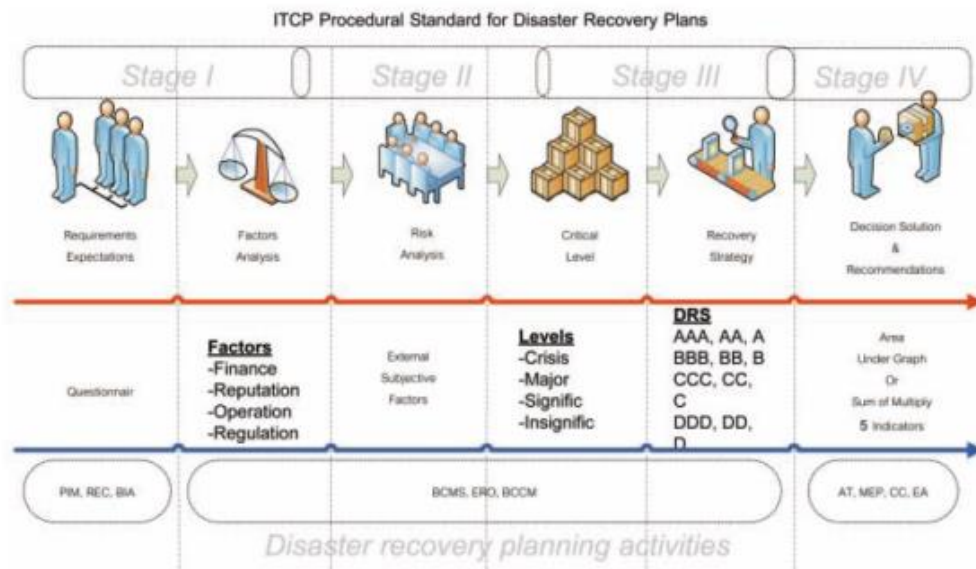 ITCP Procedural Standard for Disaster Recovery Plans
Stage I
Stage II
Stage III
Stage IV
Requirements
Expectations
Factors
Analysis
Risk
Analysis
Critical
Level
Recovery
Strategy
Decision Solution
&
Recommendations
Questionnair
Factors
-Finance
-Reputation
-Operation
-Regulation
External
Subjective
Factors
Levels
-Crisis
-Major
-Signific
-Insignific
DRS
AAA, AA, A
BBB, BB, B
CCC, CC,
C
DDD, DD,
D
Area
Under Graph
Or
Sum of Multiply
5 Indicators
PIM, REC, BIA
BCMS, ERO, BCCM
AT, MEP, CC, EA
Disaster recovery planning activities